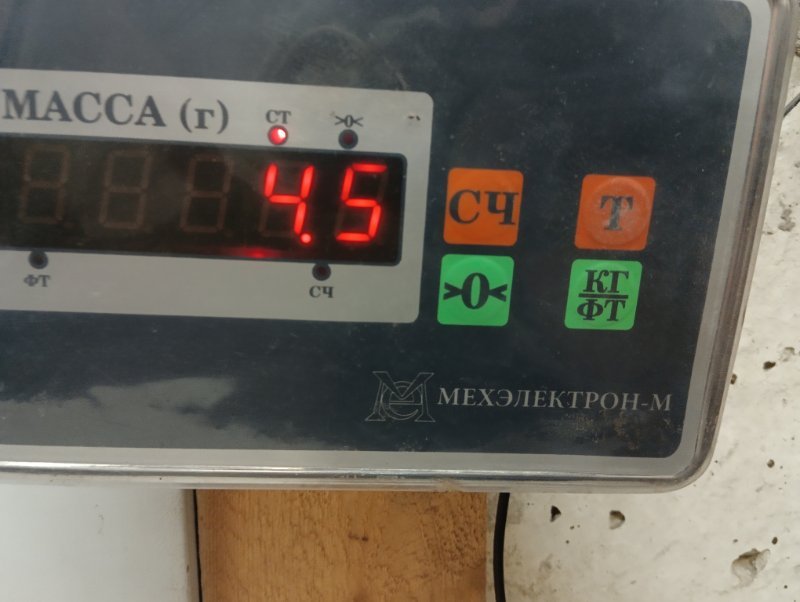 МАССА (г)
СТ
>0<
4.5
ФТ
СЧ
СЧ
Т
>0<
КГ
ФТ
МЕХЭЛЕКТРОН-М